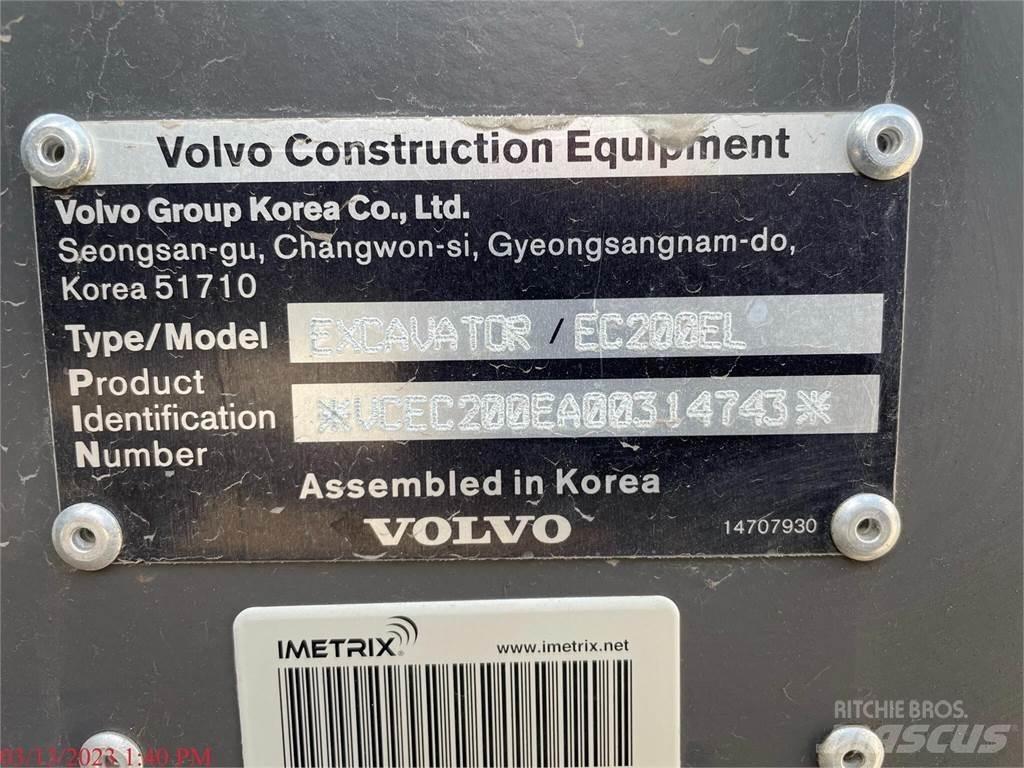 Volvo Construction Equipment
Volvo Group Korea Co., Ltd.
Seongsan-gu, Changwon-si, Gyeongsangnam-do,
Korea 51710
Type/Model EXCAVATOR / EC200EL
Product
Identification *VCEC200EA00314743*
Number
Assembled in Korea
VOLVO 14707930
IMETRIX www.imetrix.net
RITCHIE BROS.
mascus
03/13/2023 1:40 PM